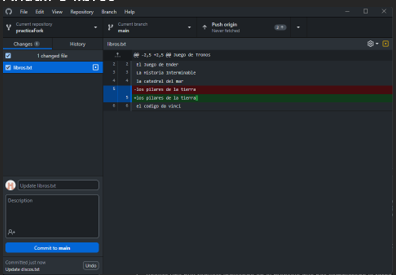 File Edit View Repository Branch Help
Current repository
practicaFork
Current branch
main
Push origin
Never fetched
Changes
History
libros.txt
1 changed file
libros.txt
@@ -2,5 +2,5 @@ Juego de Tronos
2 2 El Juego de Ender
3 3 La Historia Interminable
4 4 la catedral del mar
5 -los pilares de la tierra
5 +los pilares de la tierra
6 6 el codigo da vinci
Update libros.txt
Description
Commit to main
Committed just now
Update discos.txt
Undo